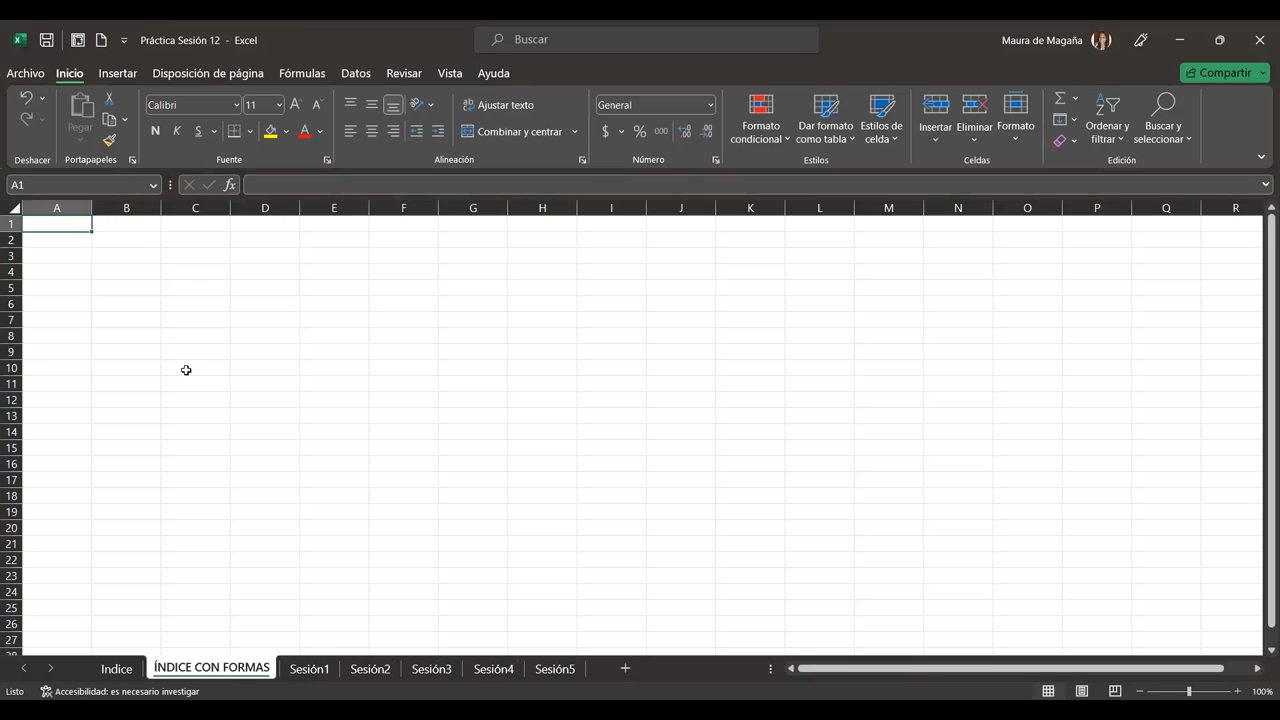 Práctica Sesión 12 - Excel
Buscar
Maura de Magaña
Archivo Inicio Insertar Disposición de página Fórmulas Datos Revisar Vista Ayuda
Compartir
Pegar
Calibri 11
N K S
Ajustar texto
Combinar y centrar
General
$ % 000
Formato condicional
Dar formato como tabla
Estilos de celda
Insertar
Eliminar
Formato
Ordenar y filtrar
Buscar y seleccionar
Deshacer Portapapeles Fuente Alineación Número Estilos Celdas Edición
A1
fx
A B C D E F G H I J K L M N O P Q R
1
2
3
4
5
6
7
8
9
10
11
12
13
14
15
16
17
18
19
20
21
22
23
24
25
26
27
28
Indice ÍNDICE CON FORMAS Sesión1 Sesión2 Sesión3 Sesión4 Sesión5
Listo Accesibilidad: es necesario investigar 100%